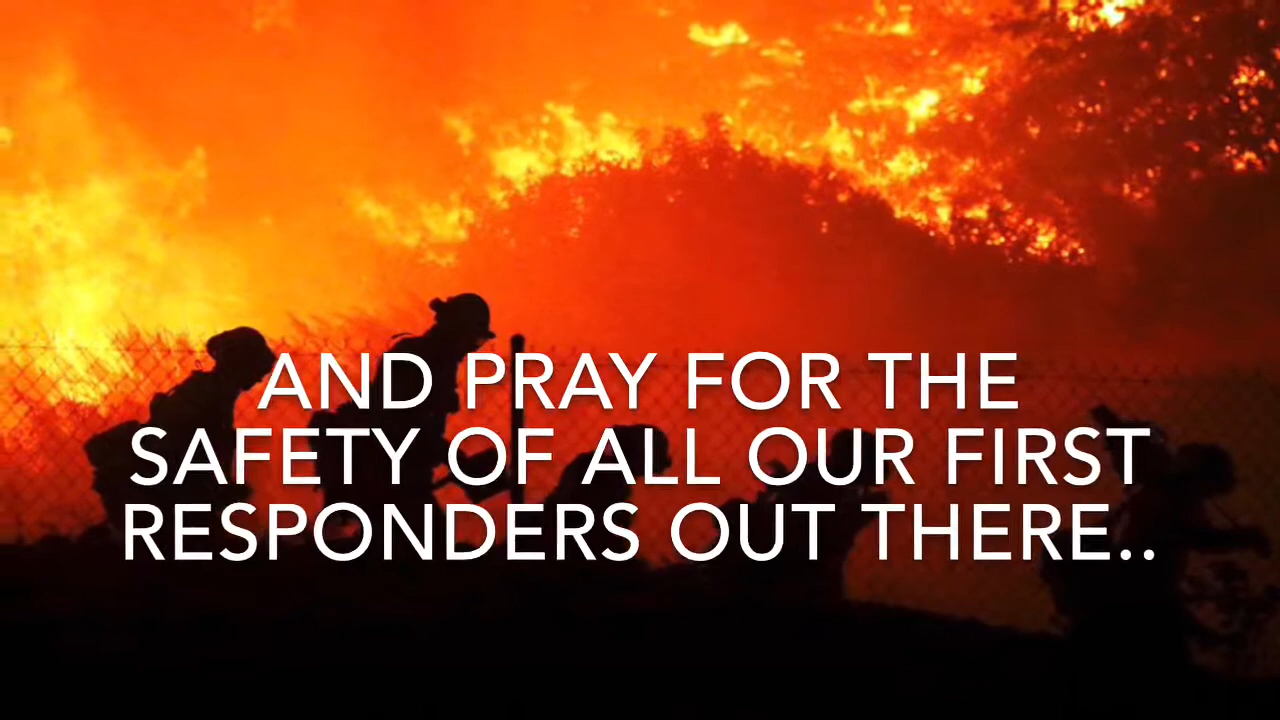 AND PRAY FOR THE
SAFETY OF ALL OUR FIRST
RESPONDERS OUT THERE..